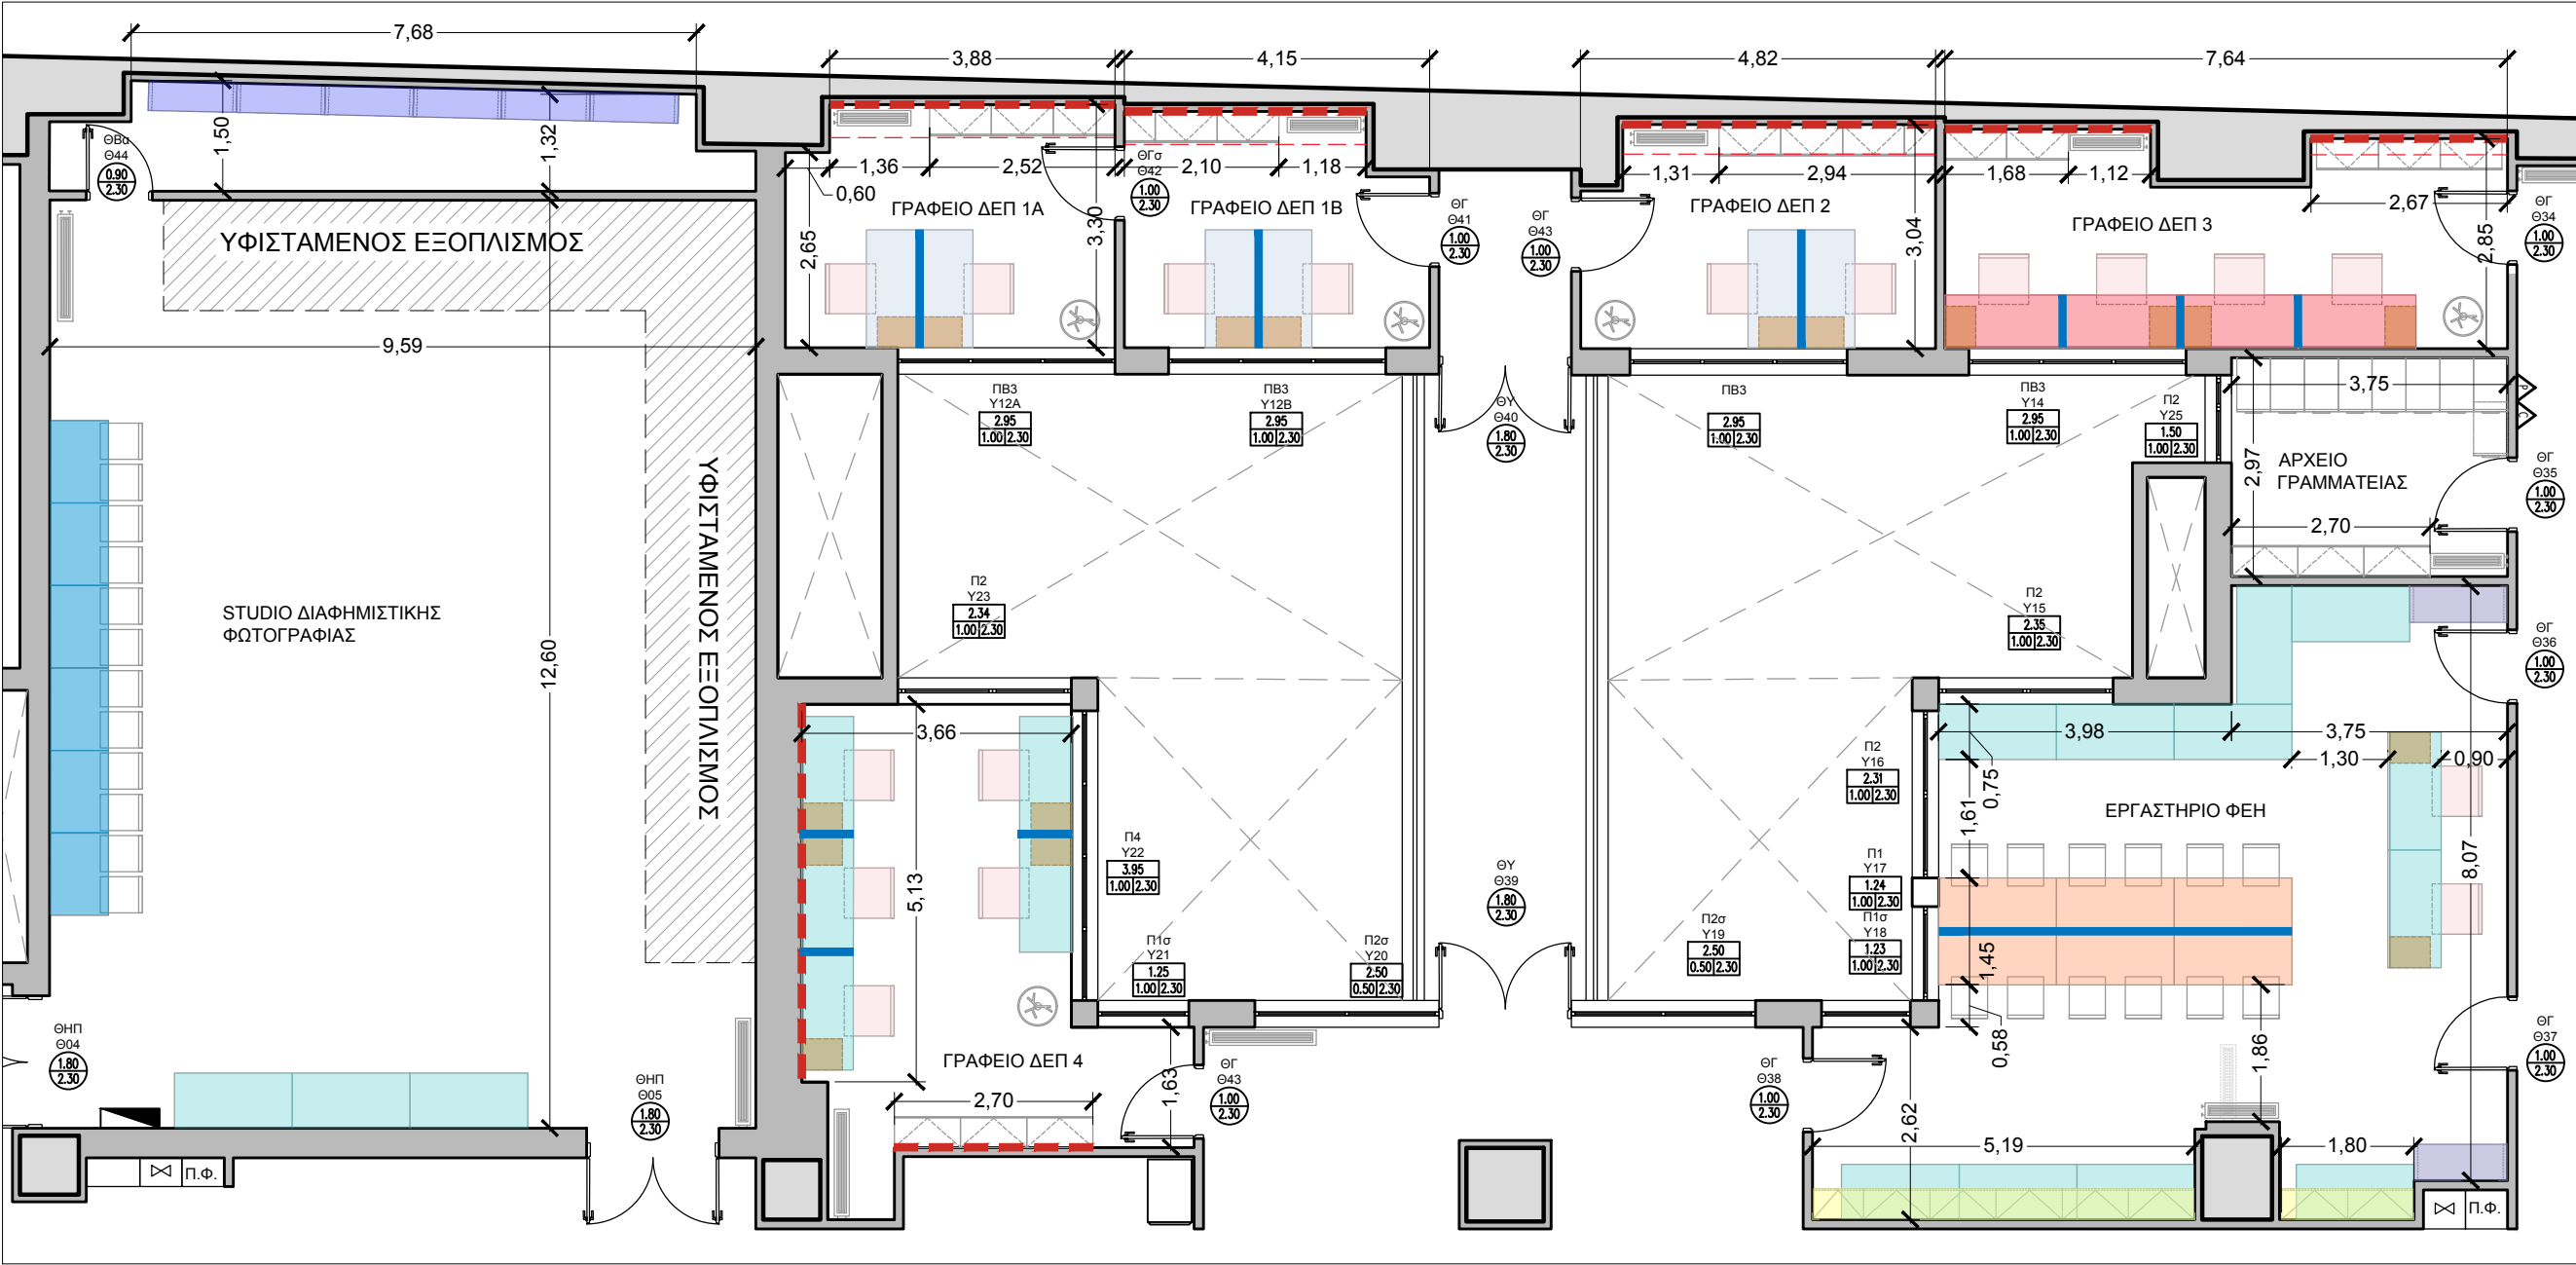 7,68
3,88
4,15
4,82
7,64
1,50
1,32
ΘΒα
Θ44
0.90
2.30
1,36
2,52
ΘΓσ
Θ42
1.00
2.30
2,10
1,18
1,31
2,94
1,68
1,12
2,67
0,60
ΓΡΑΦΕΙΟ ΔΕΠ 1Α
ΓΡΑΦΕΙΟ ΔΕΠ 1Β
ΓΡΑΦΕΙΟ ΔΕΠ 2
ΓΡΑΦΕΙΟ ΔΕΠ 3
2,65
3,30
3,04
2,85
ΘΓ
Θ41
1.00
2.30
ΘΓ
Θ43
1.00
2.30
ΘΓ
Θ34
1.00
2.30
ΥΦΙΣΤΑΜΕΝΟΣ ΕΞΟΠΛΙΣΜΟΣ
9,59
ΥΦΙΣΤΑΜΕΝΟΣ ΕΞΟΠΛΙΣΜΟΣ
12,60
STUDIO ΔΙΑΦΗΜΙΣΤΙΚΗΣ
ΦΩΤΟΓΡΑΦΙΑΣ
ΠΒ3
Υ12Α
2.95
1.00 2.30
ΠΒ3
Υ12Β
2.95
1.00 2.30
ΘΥ
Θ40
1.80
2.30
ΠΒ3
2.95
1.00 2.30
ΠΒ3
Υ14
2.95
1.00 2.30
Π2
Υ25
1.50
1.00 2.30
3,75
P
C
2,97
ΑΡΧΕΙΟ
ΓΡΑΜΜΑΤΕΙΑΣ
2,70
ΘΓ
Θ35
1.00
2.30
Π2
Υ23
2.34
1.00 2.30
Π2
Υ15
2.35
1.00 2.30
ΘΓ
Θ36
1.00
2.30
3,66
5,13
3,98
3,75
1,30
0,90
0,75
1,61
Π2
Υ16
2.31
1.00 2.30
ΕΡΓΑΣΤΗΡΙΟ ΦΕΗ
8,07
Π4
Υ22
3.95
1.00 2.30
ΘΥ
Θ39
1.80
2.30
Π1
Υ17
1.24
1.00 2.30
Π1σ
Υ18
1.23
1.00 2.30
Π2σ
Υ19
2.50
0.50 2.30
Π1σ
Υ21
1.25
1.00 2.30
Π2σ
Υ20
2.50
0.50 2.30
1,45
0,58
1,86
ΘΗΠ
Θ04
1.80
2.30
ΘΗΠ
Θ05
1.80
2.30
ΓΡΑΦΕΙΟ ΔΕΠ 4
2,70
1,63
ΘΓ
Θ43
1.00
2.30
ΘΓ
Θ38
1.00
2.30
ΘΓ
Θ37
1.00
2.30
2,62
5,19
1,80
Π.Φ.
Π.Φ.